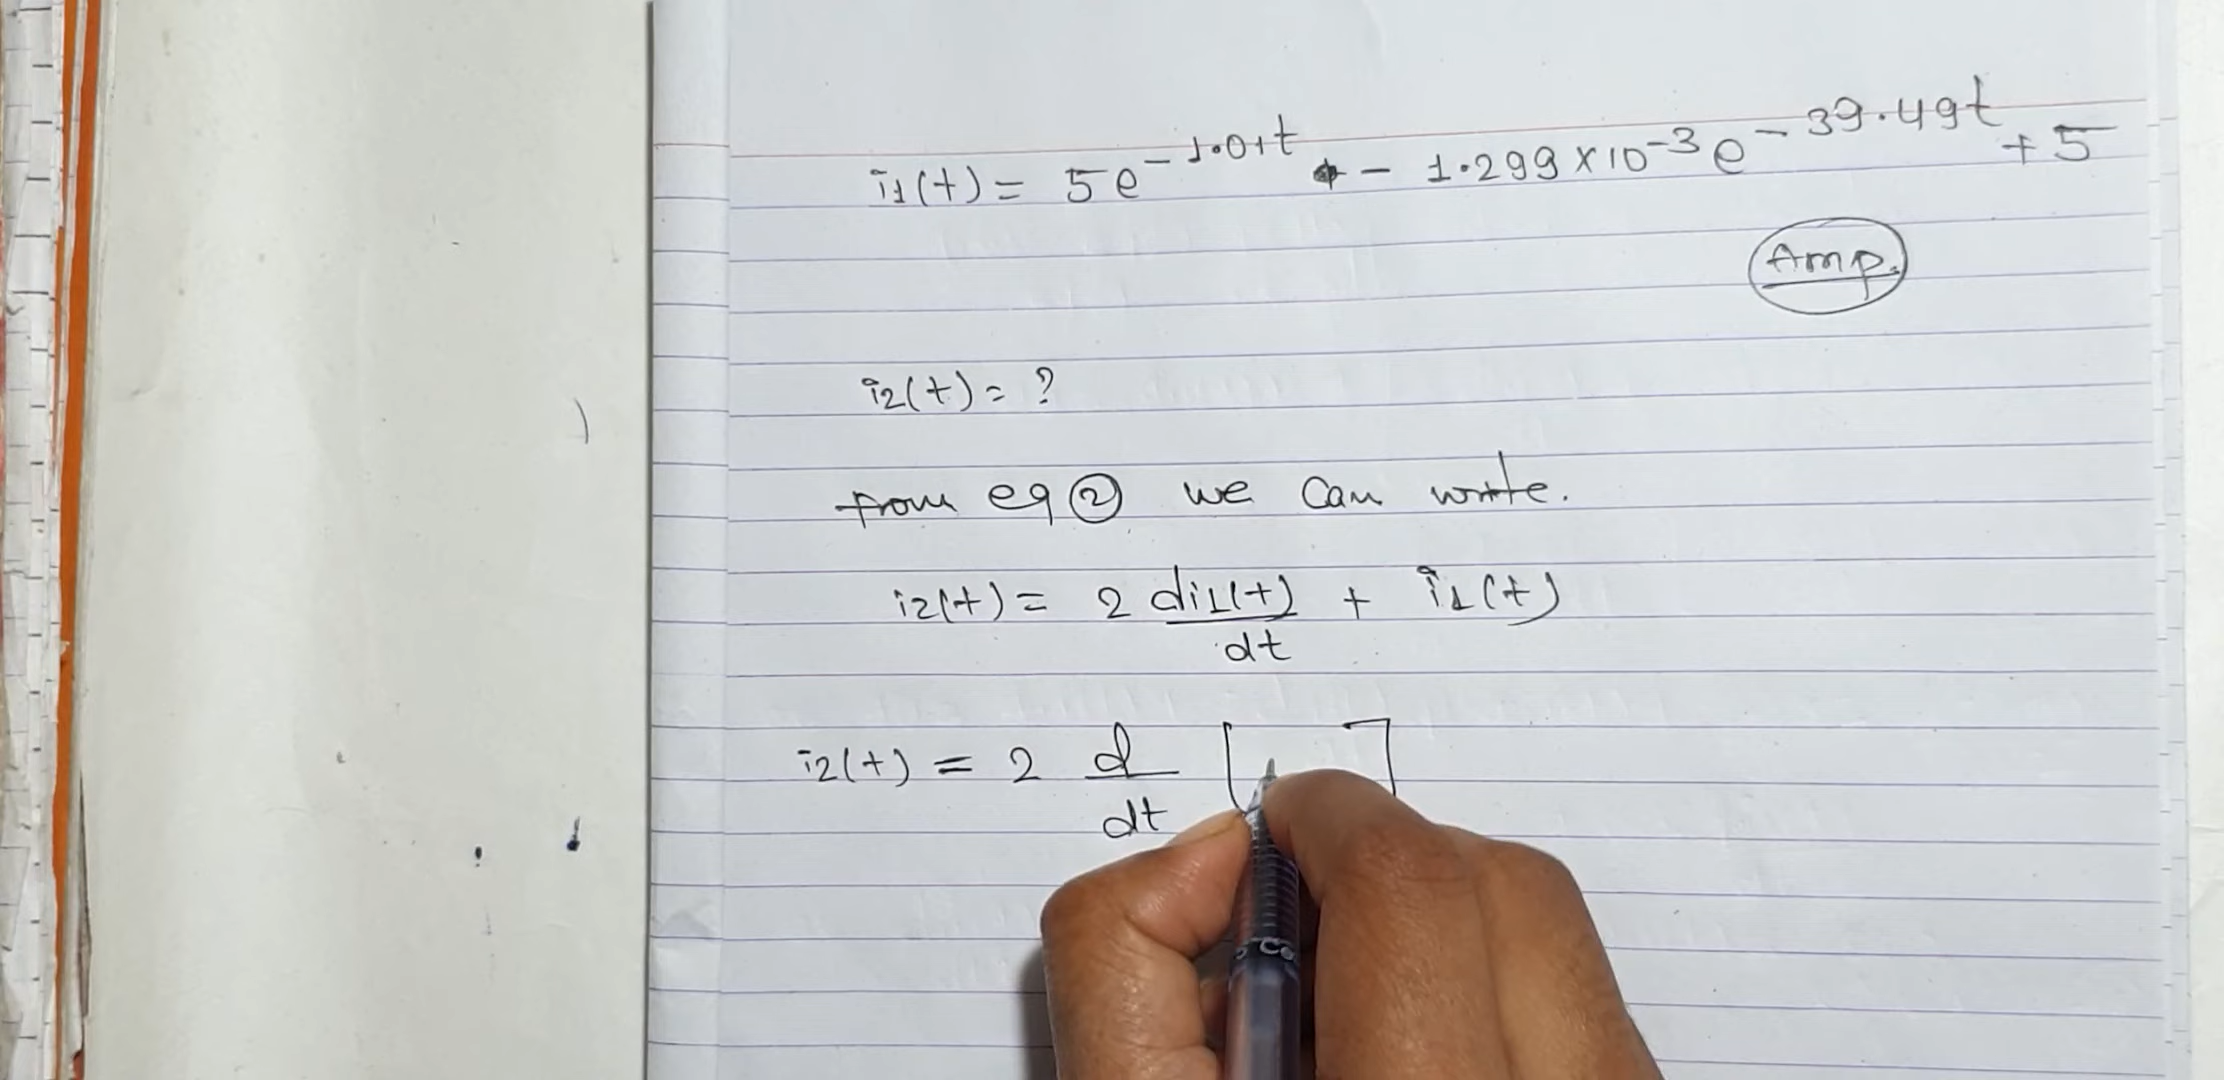 i1(t) = 5e^-1.01t - 1.299×10^-3 e^-39.49t + 5
Amp.
i2(t) = ?
from eq ② we can write.
i2(t) = 2 di1(t)/dt + i1(t)
i2(t) = 2 d/dt [ ]